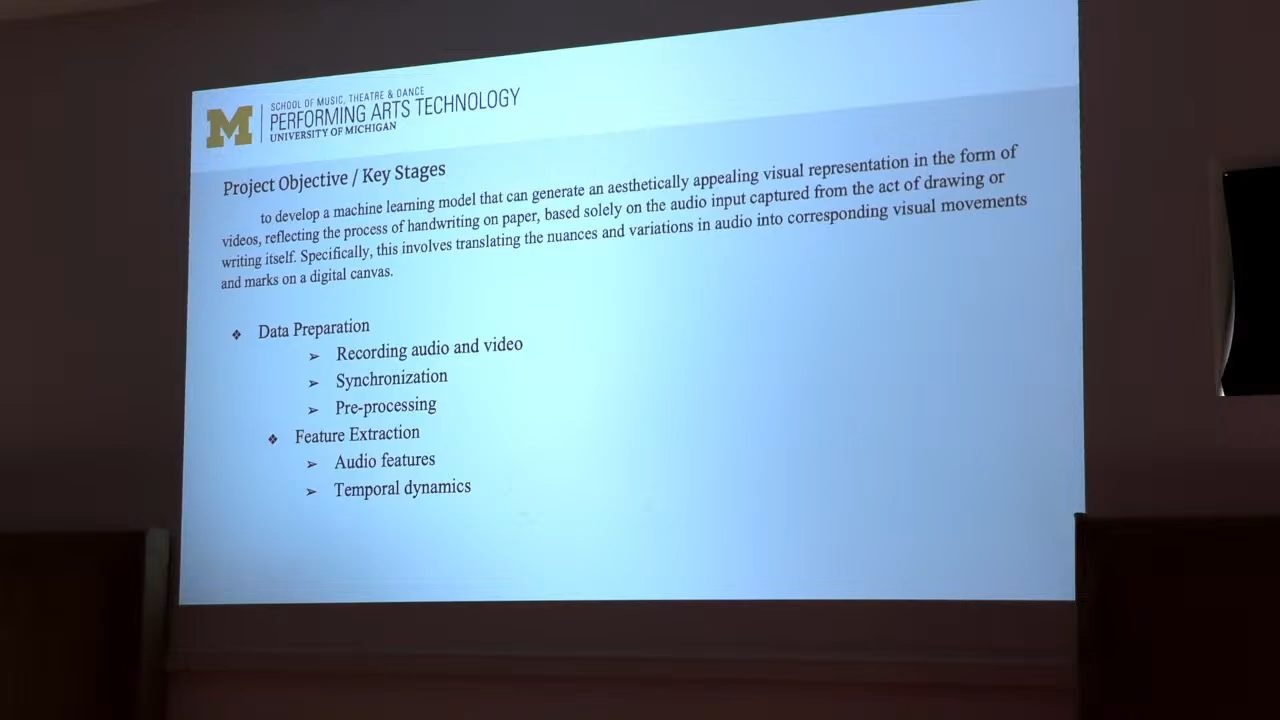 SCHOOL OF MUSIC, THEATRE & DANCE
PERFORMING ARTS TECHNOLOGY
UNIVERSITY OF MICHIGAN
Project Objective / Key Stages
to develop a machine learning model that can generate an aesthetically appealing visual representation in the form of
videos, reflecting the process of handwriting on paper, based solely on the audio input captured from the act of drawing or
writing itself. Specifically, this involves translating the nuances and variations in audio into corresponding visual movements
and marks on a digital canvas.
❖ Data Preparation
➢ Recording audio and video
➢ Synchronization
➢ Pre-processing
❖ Feature Extraction
➢ Audio features
➢ Temporal dynamics